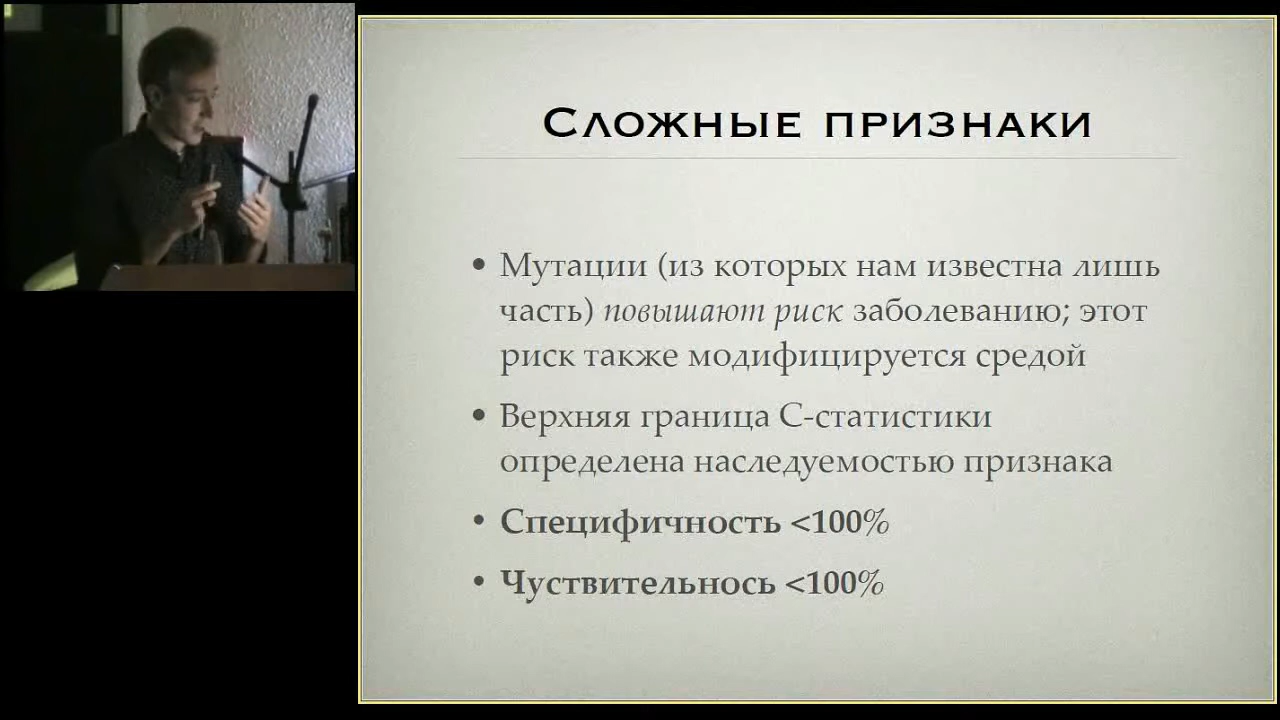 Сложные признаки
• Мутации (из которых нам известна лишь
часть) повышают риск заболеванию; этот
риск также модифицируется средой
• Верхняя граница С-статистики
определена наследуемостью признака
• Специфичность <100%
• Чуствительнось <100%